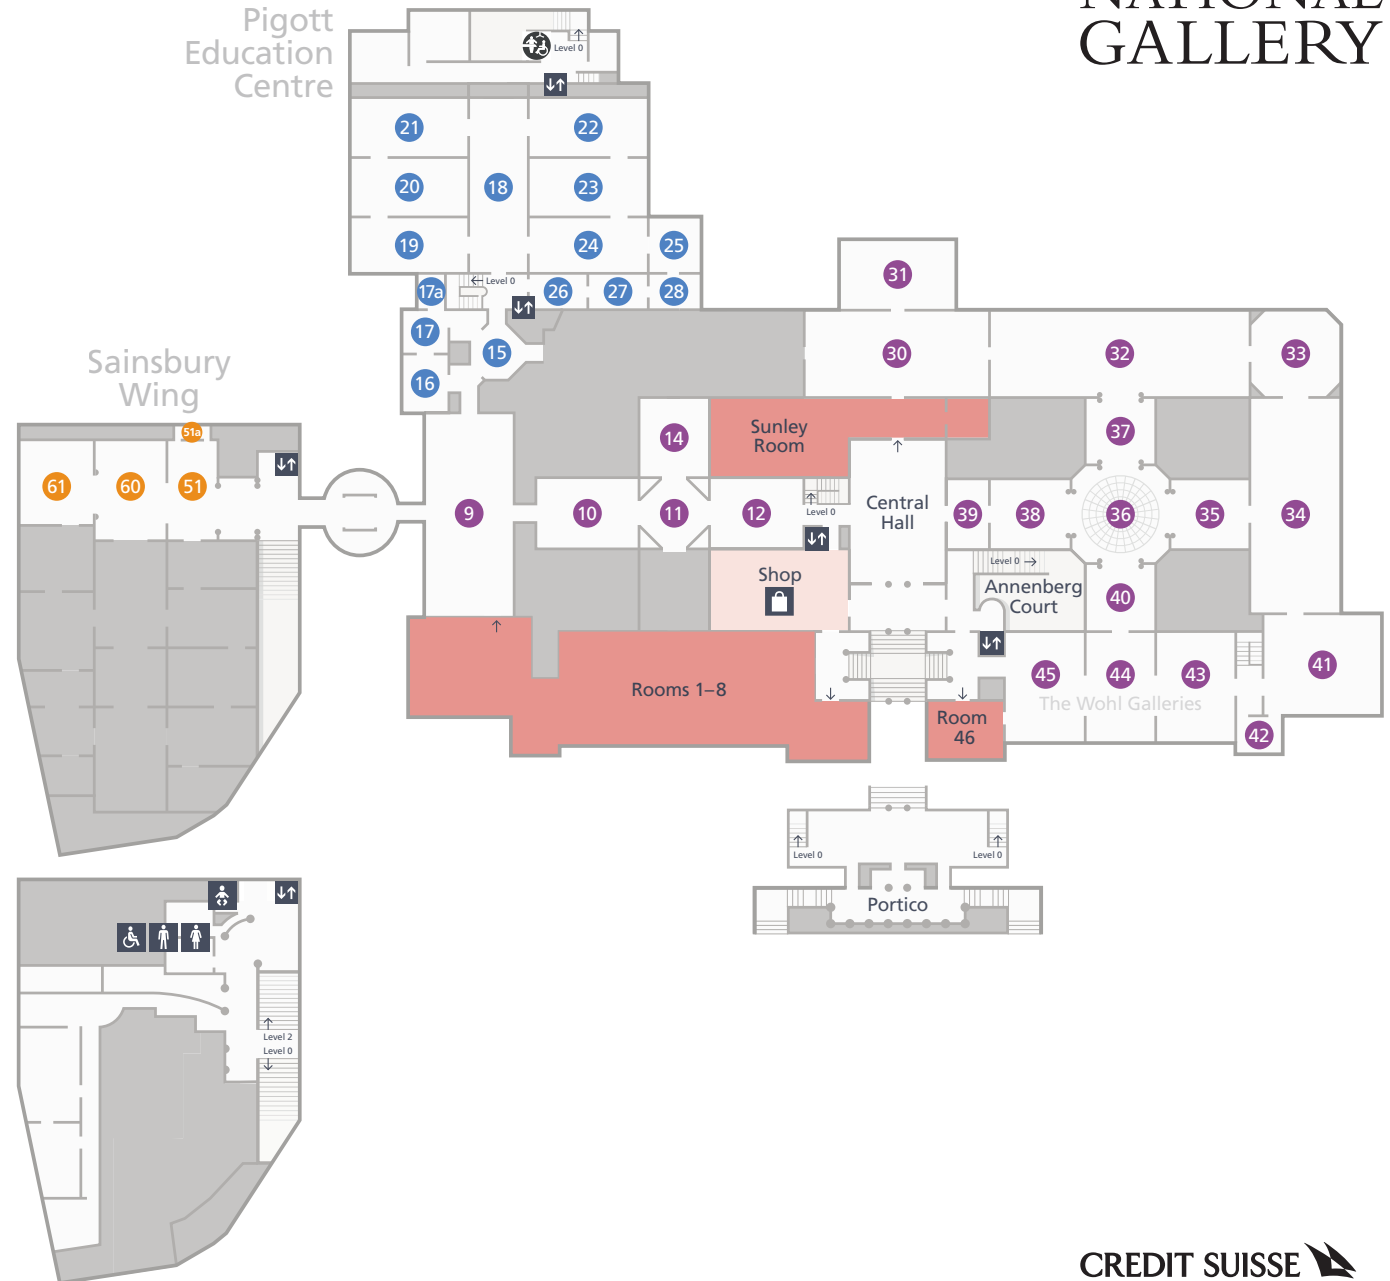 NATIONAL
GALLERY
Pigott
Education
Centre
Level 0
21
22
20
18
23
19
24
25
Level 0
17a
26
27
28
17
15
16
31
30
32
33
Sainsbury
Wing
51a
61
60
51
Sunley
Room
14
37
9
10
11
12
Level 0
Central
Hall
39
38
36
35
34
Shop
Level 0
Annenberg
Court
40
Rooms 1–8
45
44
43
41
The Wohl Galleries
Room
46
42
Level 0
Level 0
Portico
Level 2
Level 0
CREDIT SUISSE